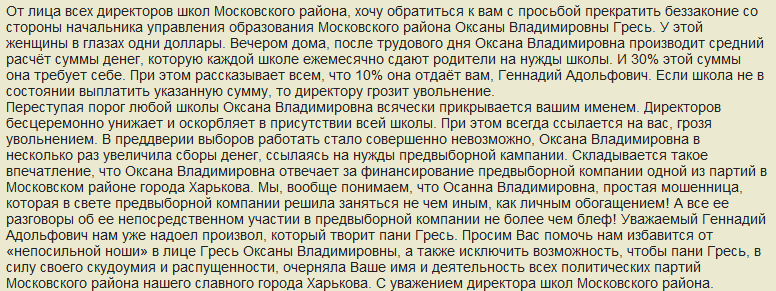 От лица всех директоров школ Московского района, хочу обратиться к вам с просьбой прекратить беззаконие со
стороны начальника управления образования Московского района Оксаны Владимировны Гресь. У этой
женщины в глазах одни доллары. Вечером дома, после трудового дня Оксана Владимировна производит средний
расчёт суммы денег, которую каждой школе ежемесячно сдают родители на нужды школы. И 30% этой суммы
она требует себе. При этом рассказывает всем, что 10% она отдаёт вам, Геннадий Адольфович. Если школа не в
состоянии выплатить указанную сумму, то директору грозит увольнение.
Переступая порог любой школы Оксана Владимировна всячески прикрывается вашим именем. Директоров
бесцеремонно унижает и оскорбляет в присутствии всей школы. При этом всегда ссылается на вас, грозя
увольнением. В преддверии выборов работать стало совершенно невозможно, Оксана Владимировна в
несколько раз увеличила сборы денег, ссылаясь на нужды предвыборной кампании. Складывается такое
впечатление, что Оксана Владимировна отвечает за финансирование предвыборной компании одной из партий в
Московском районе города Харькова. Мы, вообще понимаем, что Осанна Владимировна, простая мошенница,
которая в свете предвыборной компании решила заняться не чем иным, как личным обогащением! А все ее
разговоры об ее непосредственном участии в предвыборной компании не более чем блеф! Уважаемый Геннадий
Адольфович нам уже надоел произвол, который творит пани Гресь. Просим Вас помочь нам избавится от
«непосильной ноши» в лице Гресь Оксаны Владимировны, а также исключить возможность, чтобы пани Гресь, в
силу своего скудоумия и распущенности, очерняла Ваше имя и деятельность всех политических партий
Московского района нашего славного города Харькова. С уважением директора школ Московского района.